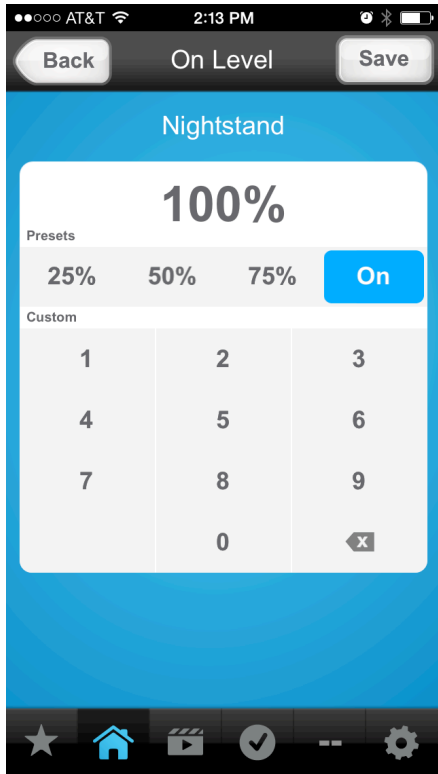 AT&T 2:13 PM
Back On Level Save
Nightstand
100%
Presets
25% 50% 75% On
Custom
1 2 3
4 5 6
7 8 9
0 x
--